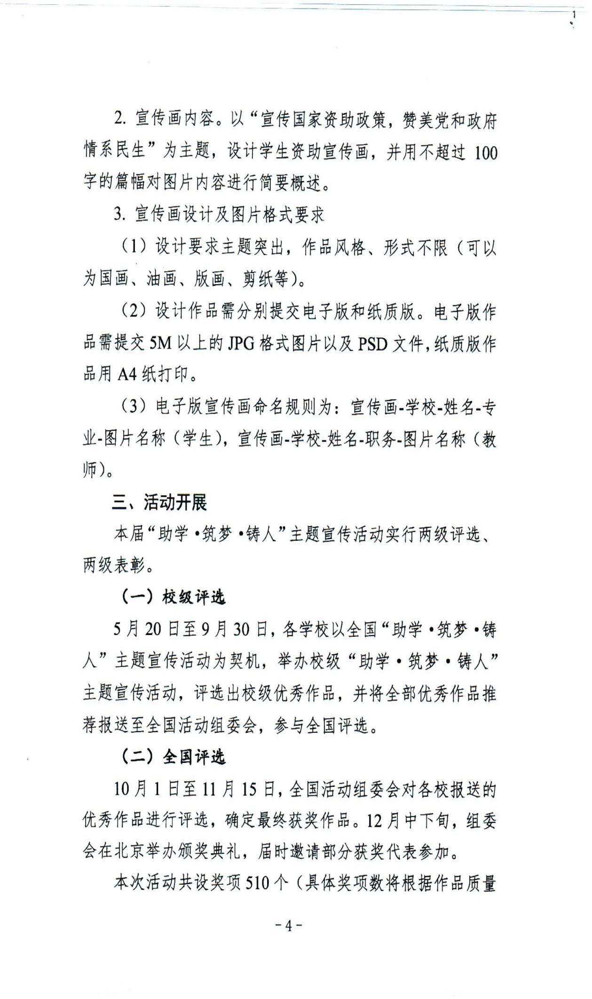 2. 宣传画内容。以“宣传国家资助政策，赞美党和政府
情系民生”为主题，设计学生资助宣传画，并用不超过 100
字的篇幅对图片内容进行简要概述。
3. 宣传画设计及图片格式要求
（1）设计要求主题突出，作品风格、形式不限（可以
为国画、油画、版画、剪纸等）。
（2）设计作品需分别提交电子版和纸质版。电子版作
品需提交 5M 以上的 JPG 格式图片以及 PSD 文件，纸质版作
品用 A4 纸打印。
（3）电子版宣传画命名规则为：宣传画-学校-姓名-专
业-图片名称（学生），宣传画-学校-姓名-职务-图片名称（教
师）。
三、活动开展
本届“助学·筑梦·铸人”主题宣传活动实行两级评选、
两级表彰。
（一）校级评选
5 月 20 日至 9 月 30 日，各学校以全国“助学·筑梦·铸
人”主题宣传活动为契机，举办校级“助学·筑梦·铸人”
主题宣传活动，评选出校级优秀作品，并将全部优秀作品推
荐报送至全国活动组委会，参与全国评选。
（二）全国评选
10 月 1 日至 11 月 15 日，全国活动组委会对各校报送的
优秀作品进行评选，确定最终获奖作品。12 月中下旬，组委
会在北京举办颁奖典礼，届时邀请部分获奖代表参加。
本次活动共设奖项 510 个（具体奖项数将根据作品质量
- 4 -